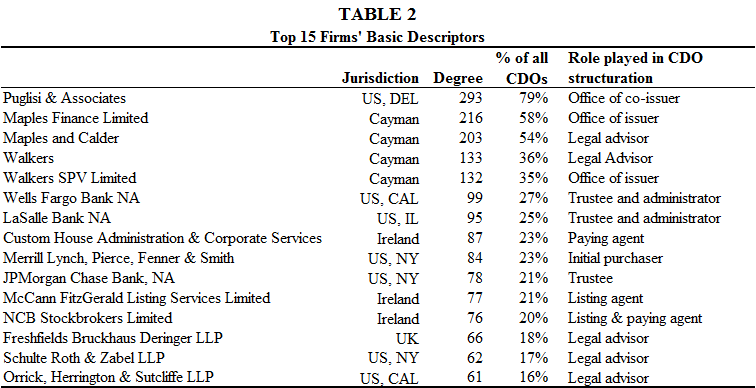 TABLE 2
Top 15 Firms' Basic Descriptors
Jurisdiction Degree % of all CDOs Role played in CDO structuration
Puglisi & Associates US, DEL 293 79% Office of co-issuer
Maples Finance Limited Cayman 216 58% Office of issuer
Maples and Calder Cayman 203 54% Legal advisor
Walkers Cayman 133 36% Legal Advisor
Walkers SPV Limited Cayman 132 35% Office of issuer
Wells Fargo Bank NA US, CAL 99 27% Trustee and administrator
LaSalle Bank NA US, IL 95 25% Trustee and administrator
Custom House Administration & Corporate Services Ireland 87 23% Paying agent
Merrill Lynch, Pierce, Fenner & Smith US, NY 84 23% Initial purchaser
JPMorgan Chase Bank, NA US, NY 78 21% Trustee
McCann FitzGerald Listing Services Limited Ireland 77 21% Listing agent
NCB Stockbrokers Limited Ireland 76 20% Listing & paying agent
Freshfields Bruckhaus Deringer LLP UK 66 18% Legal advisor
Schulte Roth & Zabel LLP US, NY 62 17% Legal advisor
Orrick, Herrington & Sutcliffe LLP US, CAL 61 16% Legal advisor